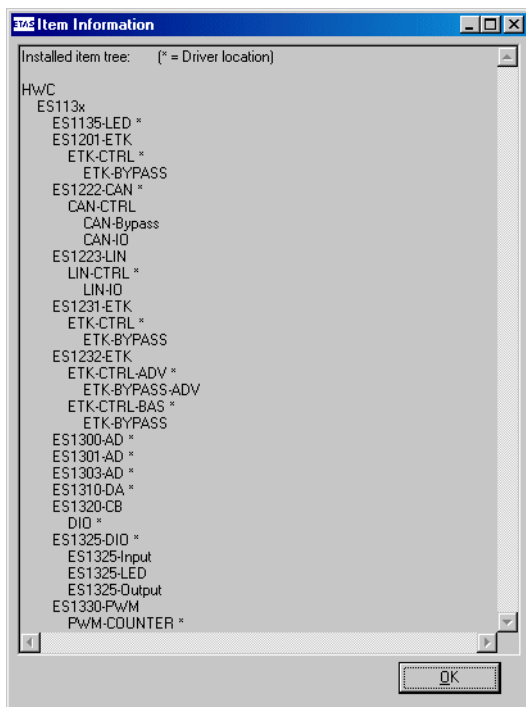 ETAS Item Information
Installed item tree: (* = Driver location)
HWC
ES113x
ES1135-LED *
ES1201-ETK
ETK-CTRL *
ETK-BYPASS
ES1222-CAN *
CAN-CTRL
CAN-Bypass
CAN-IO
ES1223-LIN
LIN-CTRL *
LIN-IO
ES1231-ETK
ETK-CTRL *
ETK-BYPASS
ES1232-ETK
ETK-CTRL-ADV *
ETK-BYPASS-ADV
ETK-CTRL-BAS *
ETK-BYPASS
ES1300-AD *
ES1301-AD *
ES1303-AD *
ES1310-DA *
ES1320-CB
DIO *
ES1325-DIO *
ES1325-Input
ES1325-LED
ES1325-Output
ES1330-PWM
PWM-COUNTER *
OK